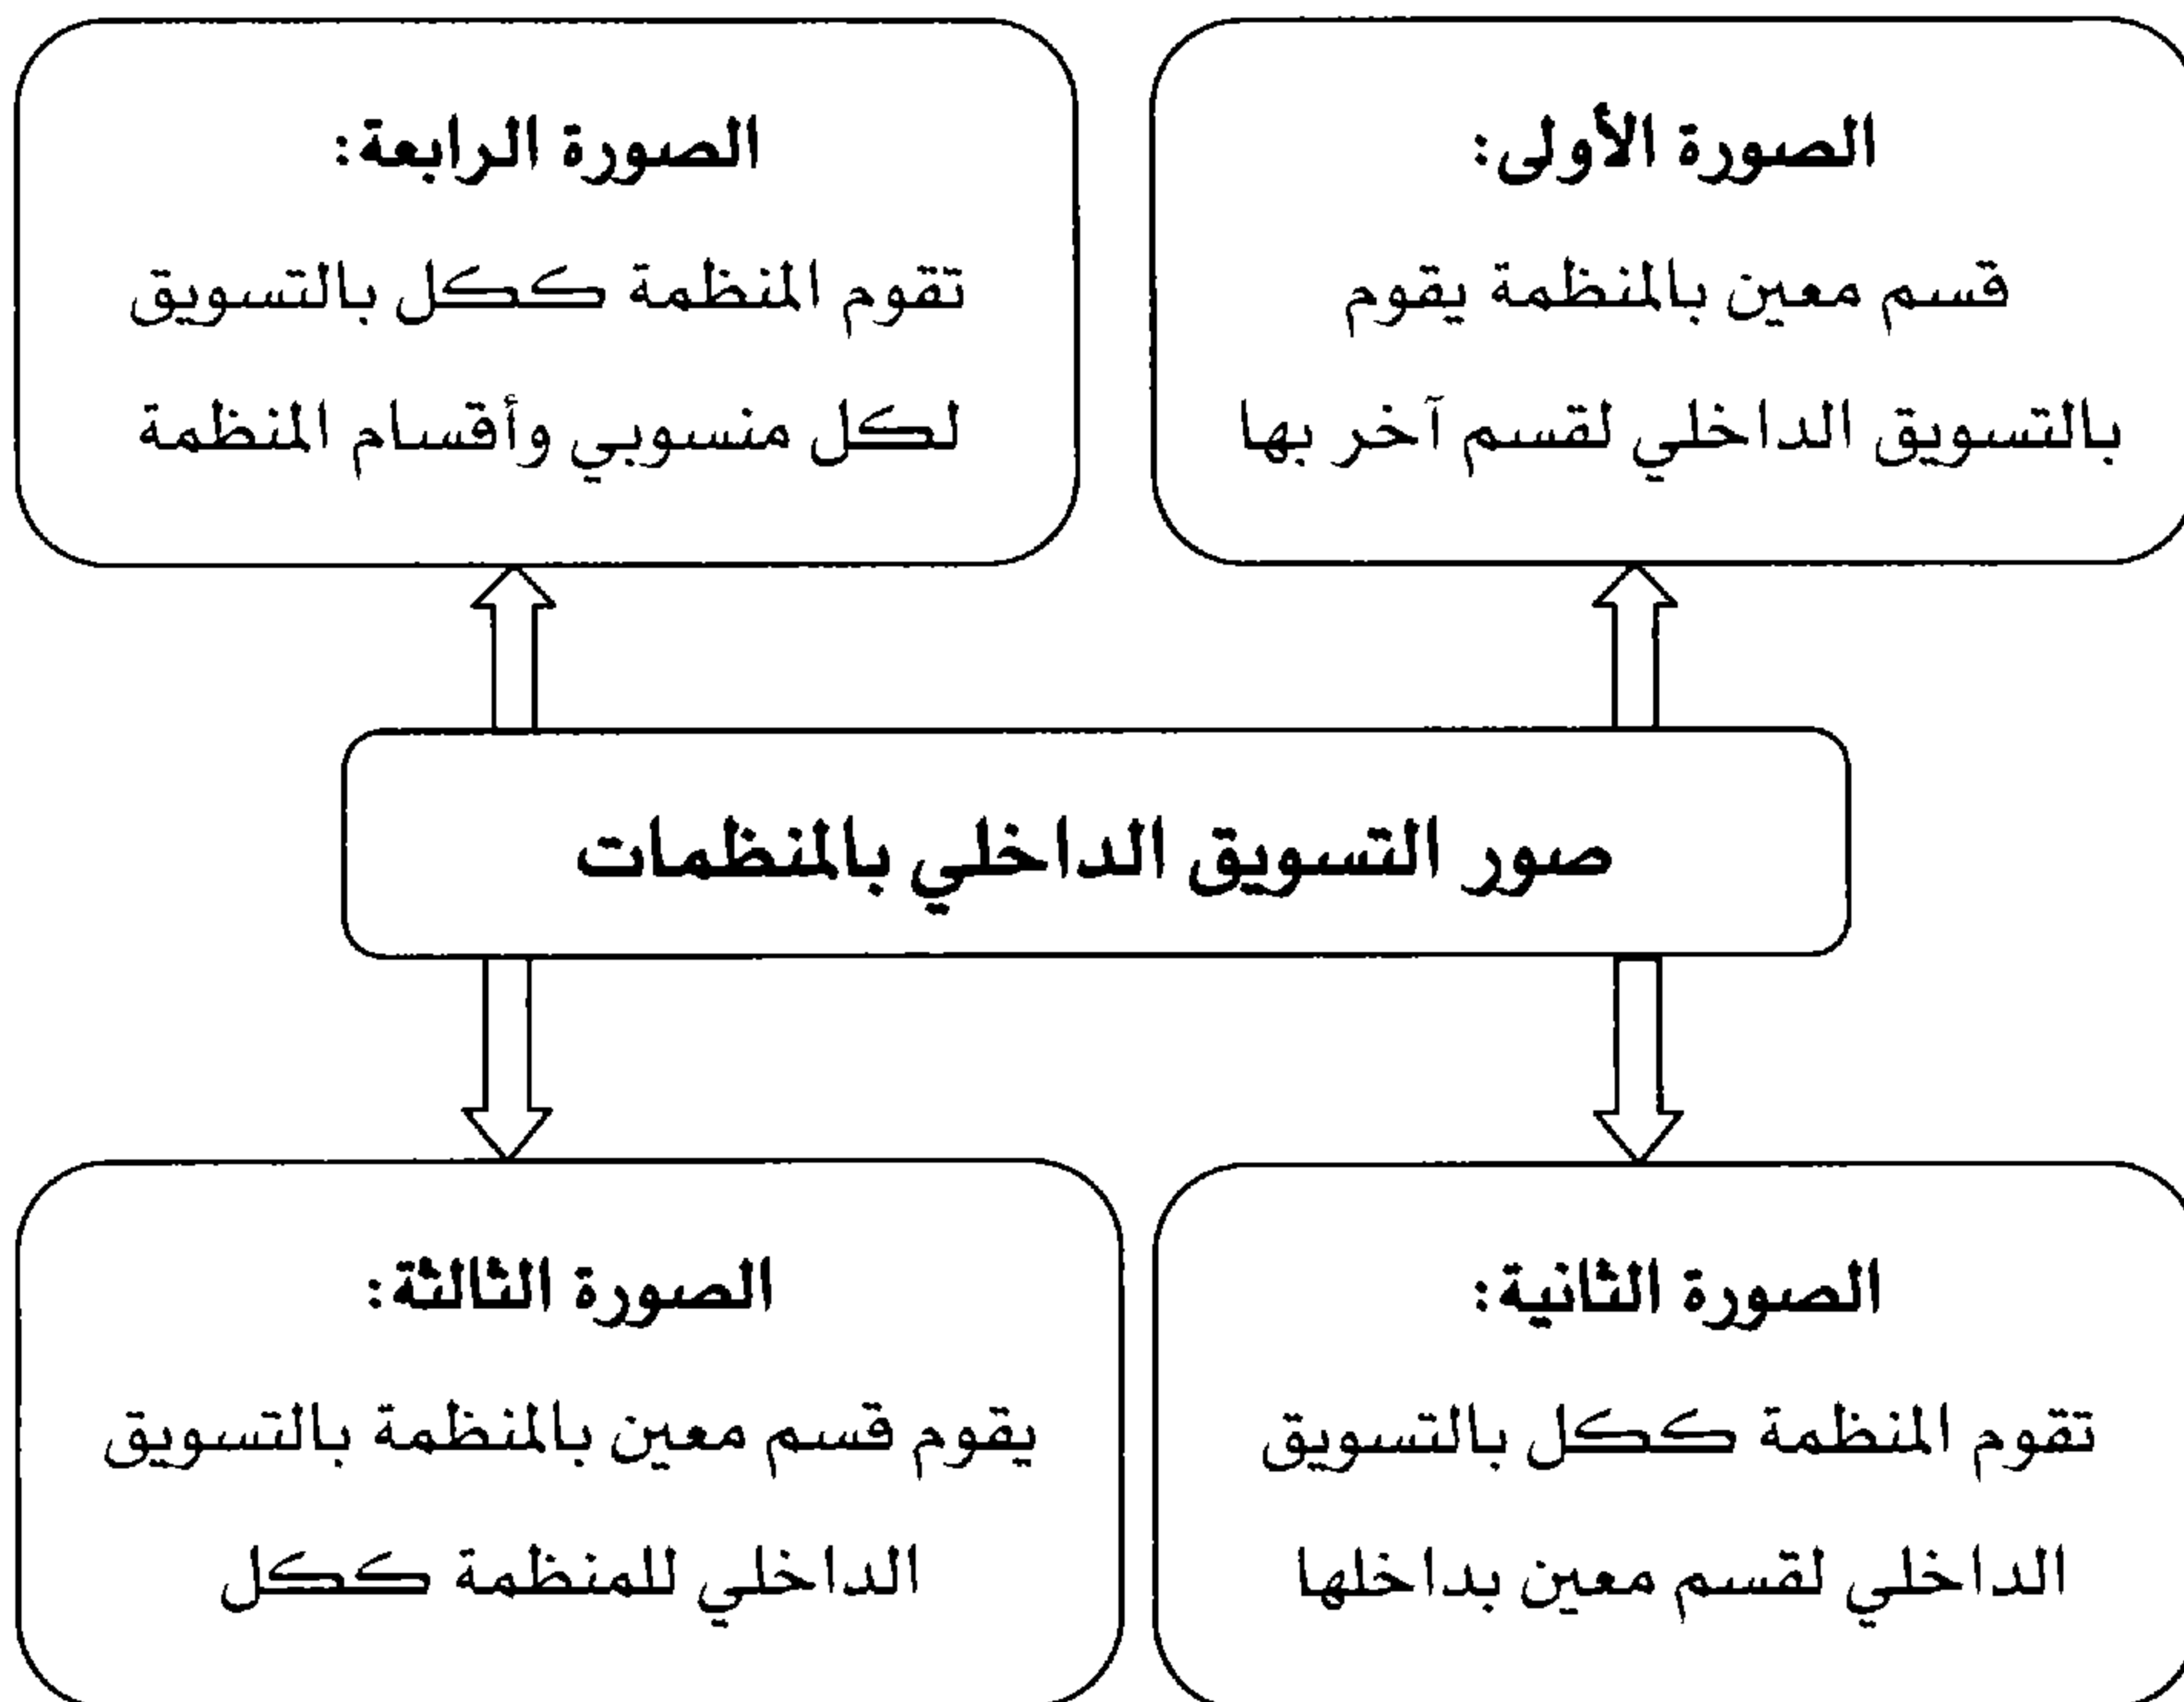 الصورة الأولى:
قسم معين بالمنظمة يقوم
بالتسويق الداخلي لقسم آخر بها
الصورة الرابعة:
تقوم المنظمة ككل بالتسويق
لكل منسوبي وأقسام المنظمة
صور التسويق الداخلي بالمنظمات
الصورة الثانية:
تقوم المنظمة ككل بالتسويق
الداخلي لقسم معين بداخلها
الصورة الثالثة:
يقوم قسم معين بالمنظمة بالتسويق
الداخلي للمنظمة ككل